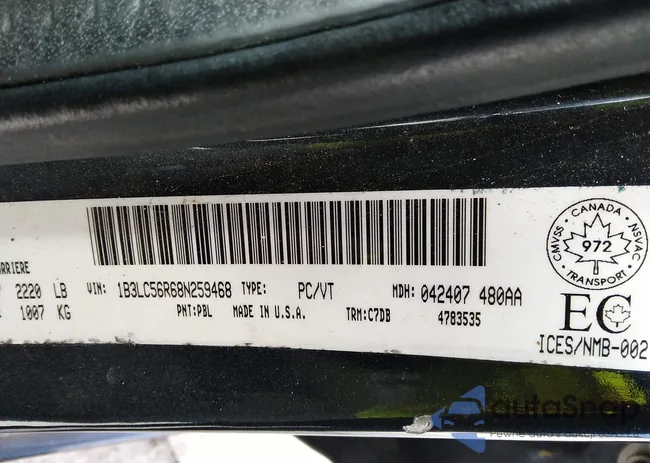 RRIERE
2220 LB
1007 KG
VIN: 1B3LC56R68N259468 TYPE: PC/VT MDH: 042407 480AA
PNT:PBL MADE IN U.S.A. TRM:C7DB 4783535
CANADA
CMVSS NSVAC
972
TRANSPORT
EC
ICES/NMB-002
autoSnap